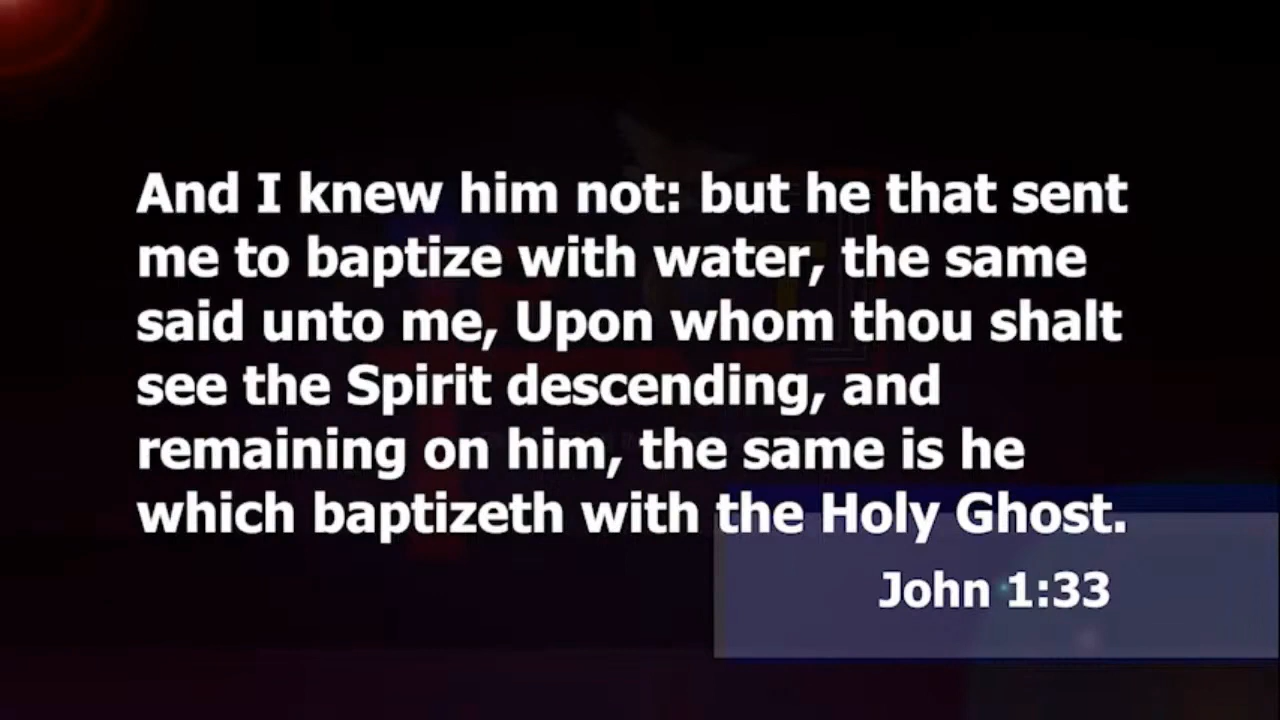 And I knew him not: but he that sent
me to baptize with water, the same
said unto me, Upon whom thou shalt
see the Spirit descending, and
remaining on him, the same is he
which baptizeth with the Holy Ghost.
John 1:33